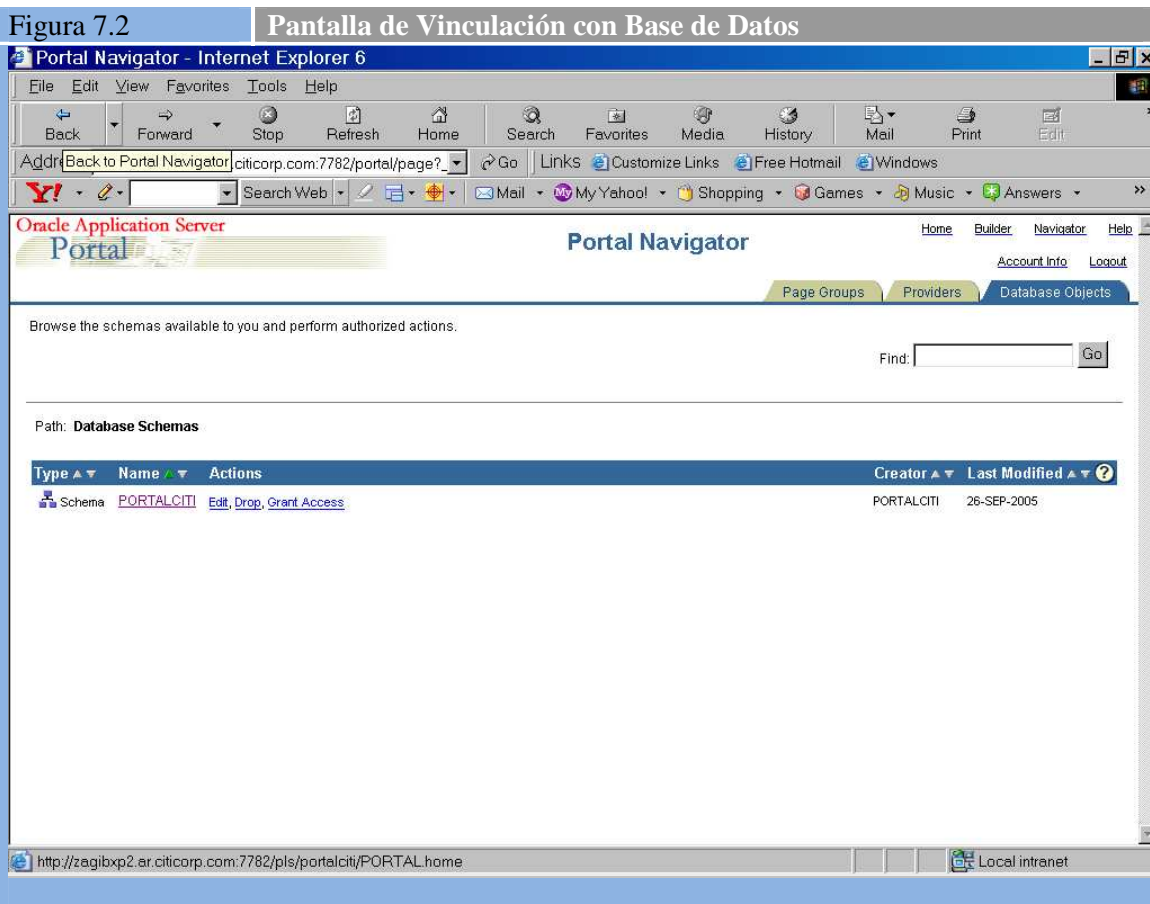 Figura 7.2 Pantalla de Vinculación con Base de Datos
Portal Navigator - Internet Explorer 6
File Edit View Favorites Tools Help
Back Forward Stop Refresh Home Search Favorites Media History Mail Print Edit
Addre Back to Portal Navigator citicorp.com:7782/portal/page?_ Go Links Customize Links Free Hotmail Windows
Y! Search Web Mail My Yahoo! Shopping Games Music Answers »
Oracle Application Server
Portal
Portal Navigator
Home Builder Navigator Help
Account Info Logout
Page Groups Providers Database Objects
Browse the schemas available to you and perform authorized actions.
Find: Go
Path: Database Schemas
Type Name Actions Creator Last Modified ?
Schema PORTALCITI Edit, Drop, Grant Access PORTALCITI 26-SEP-2005
http://zagibxp2.ar.citicorp.com:7782/pls/portalciti/PORTAL.home Local intranet